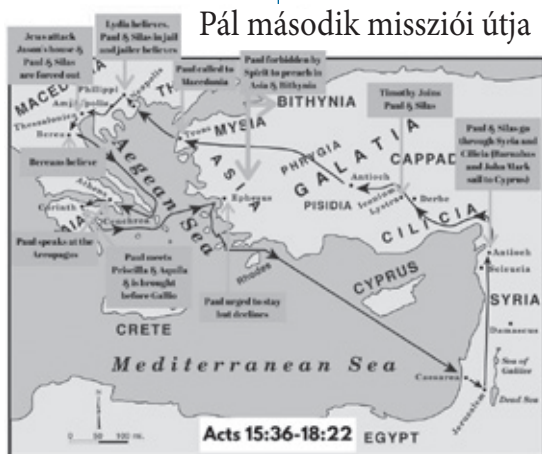 Pál második missziói útja
Jews attack
Jason's house &
Paul & Silas
are forced out
Lydia believes.
Paul & Silas in jail
and jailer believes
Paul called to
Macedonia
Paul forbidden by
Spirit to preach in
Asia & Bithynia
Timothy Joins
Paul & Silas
Paul & Silas go
through Syria and
Cilicia (Barnabas
and John Mark
sail to Cyprus)
Bereans believe
Paul speaks at the
Areopagus
Paul meets
Priscilla & Aquila
& is brought
before Gallio
Paul urged to stay
but declines
Neapolis
Philippi
Thessalonica
Berea
Aegean Sea
Athens
Corinth
Cenchrea
Troas
MYSIA
ASIA
BITHYNIA
PHRYGIA
GALATIA
CAPPAD
Antioch
PISIDIA
Iconium
Lystra
Derbe
CILICIA
Ephesus
Rhodes
CYPRUS
CRETE
Antioch
Seleucia
SYRIA
Damascus
Sea of
Galilee
Dead Sea
Caesarea
Jerusalem
Mediterranean Sea
EGYPT
0 50 100 mi.
Acts 15:36-18:22